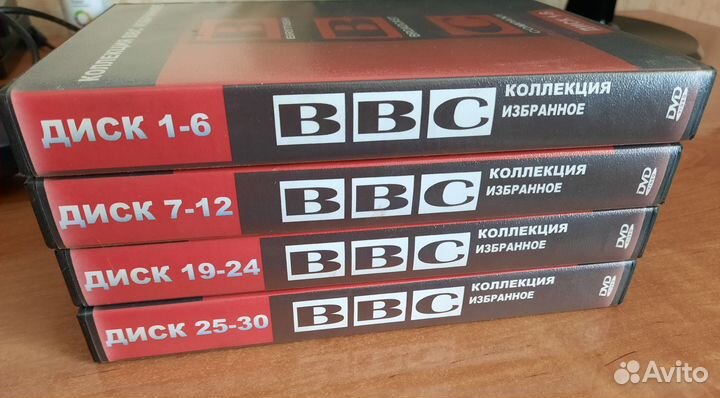 ДИСК 1-6
BBC
КОЛЛЕКЦИЯ
ИЗБРАННОЕ
DVD
ДИСК 7-12
BBC
КОЛЛЕКЦИЯ
ИЗБРАННОЕ
DVD
ДИСК 19-24
BBC
КОЛЛЕКЦИЯ
ИЗБРАННОЕ
DVD
ДИСК 25-30
BBC
КОЛЛЕКЦИЯ
ИЗБРАННОЕ
DVD
Avito